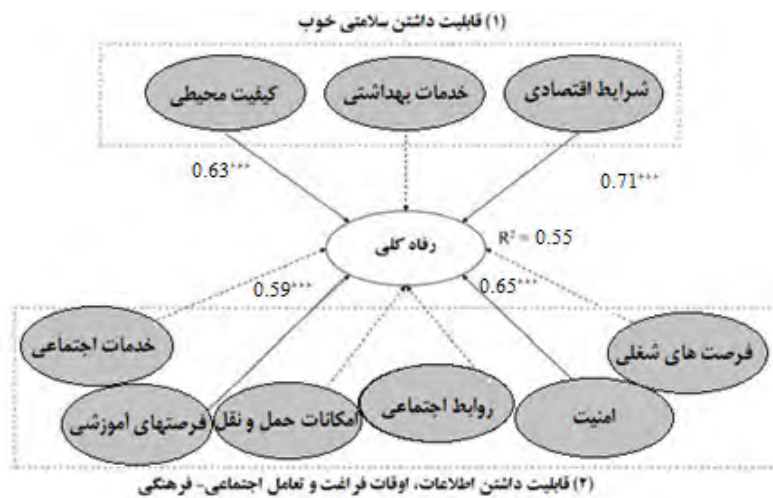 (۱) قابلیت داشتن سلامتی خوب
شرایط اقتصادی
خدمات بهداشتی
کیفیت محیطی
0.71***
0.63***
رفاه کلی
R² = 0.55
0.65***
0.59***
فرصت های شغلی
خدمات اجتماعی
امنیت
روابط اجتماعی
امکانات حمل و نقل
فرصتهای آموزشی
(۲) قابلیت داشتن اطلاعات، اوقات فراغت و تعامل اجتماعی- فرهنگی